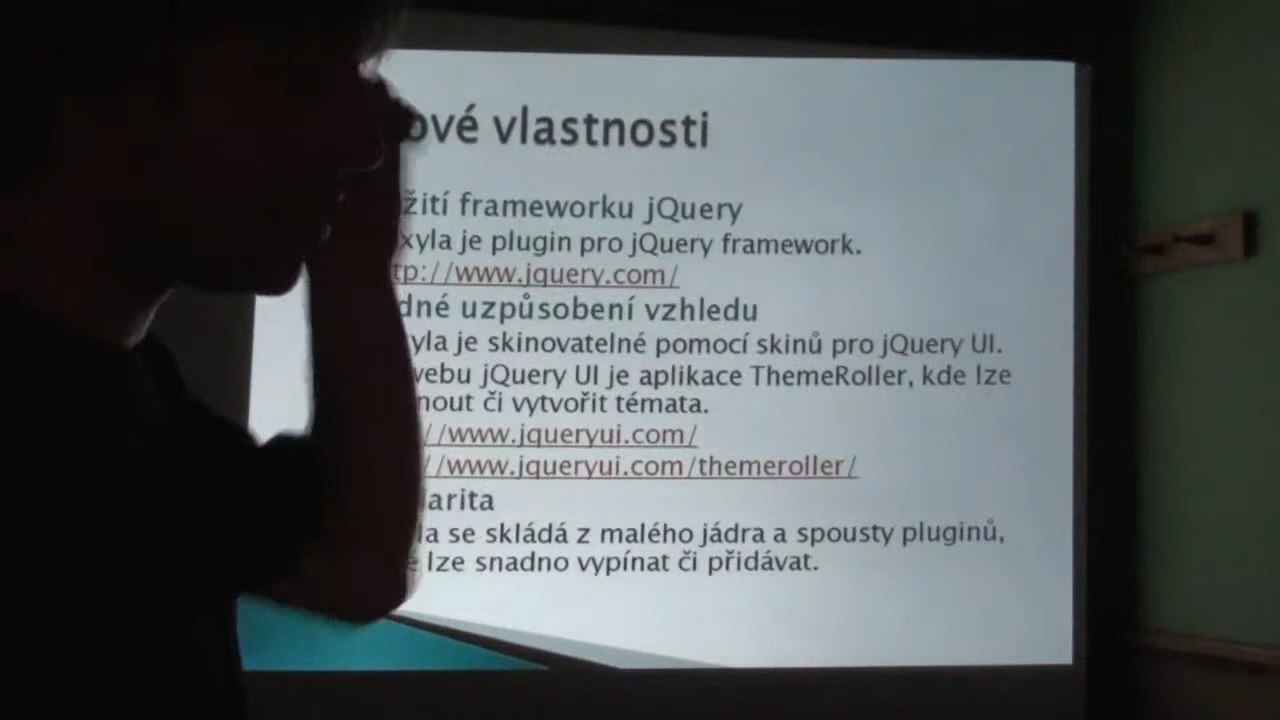 ové vlastnosti
žití frameworku jQuery
xyla je plugin pro jQuery framework.
tp://www.jquery.com/
dné uzpůsobení vzhledu
yla je skinovatelné pomocí skinů pro jQuery UI.
webu jQuery UI je aplikace ThemeRoller, kde lze
nout či vytvořit témata.
//www.jqueryui.com/
//www.jqueryui.com/themeroller/
larita
la se skládá z malého jádra a spousty pluginů,
é lze snadno vypínat či přidávat.